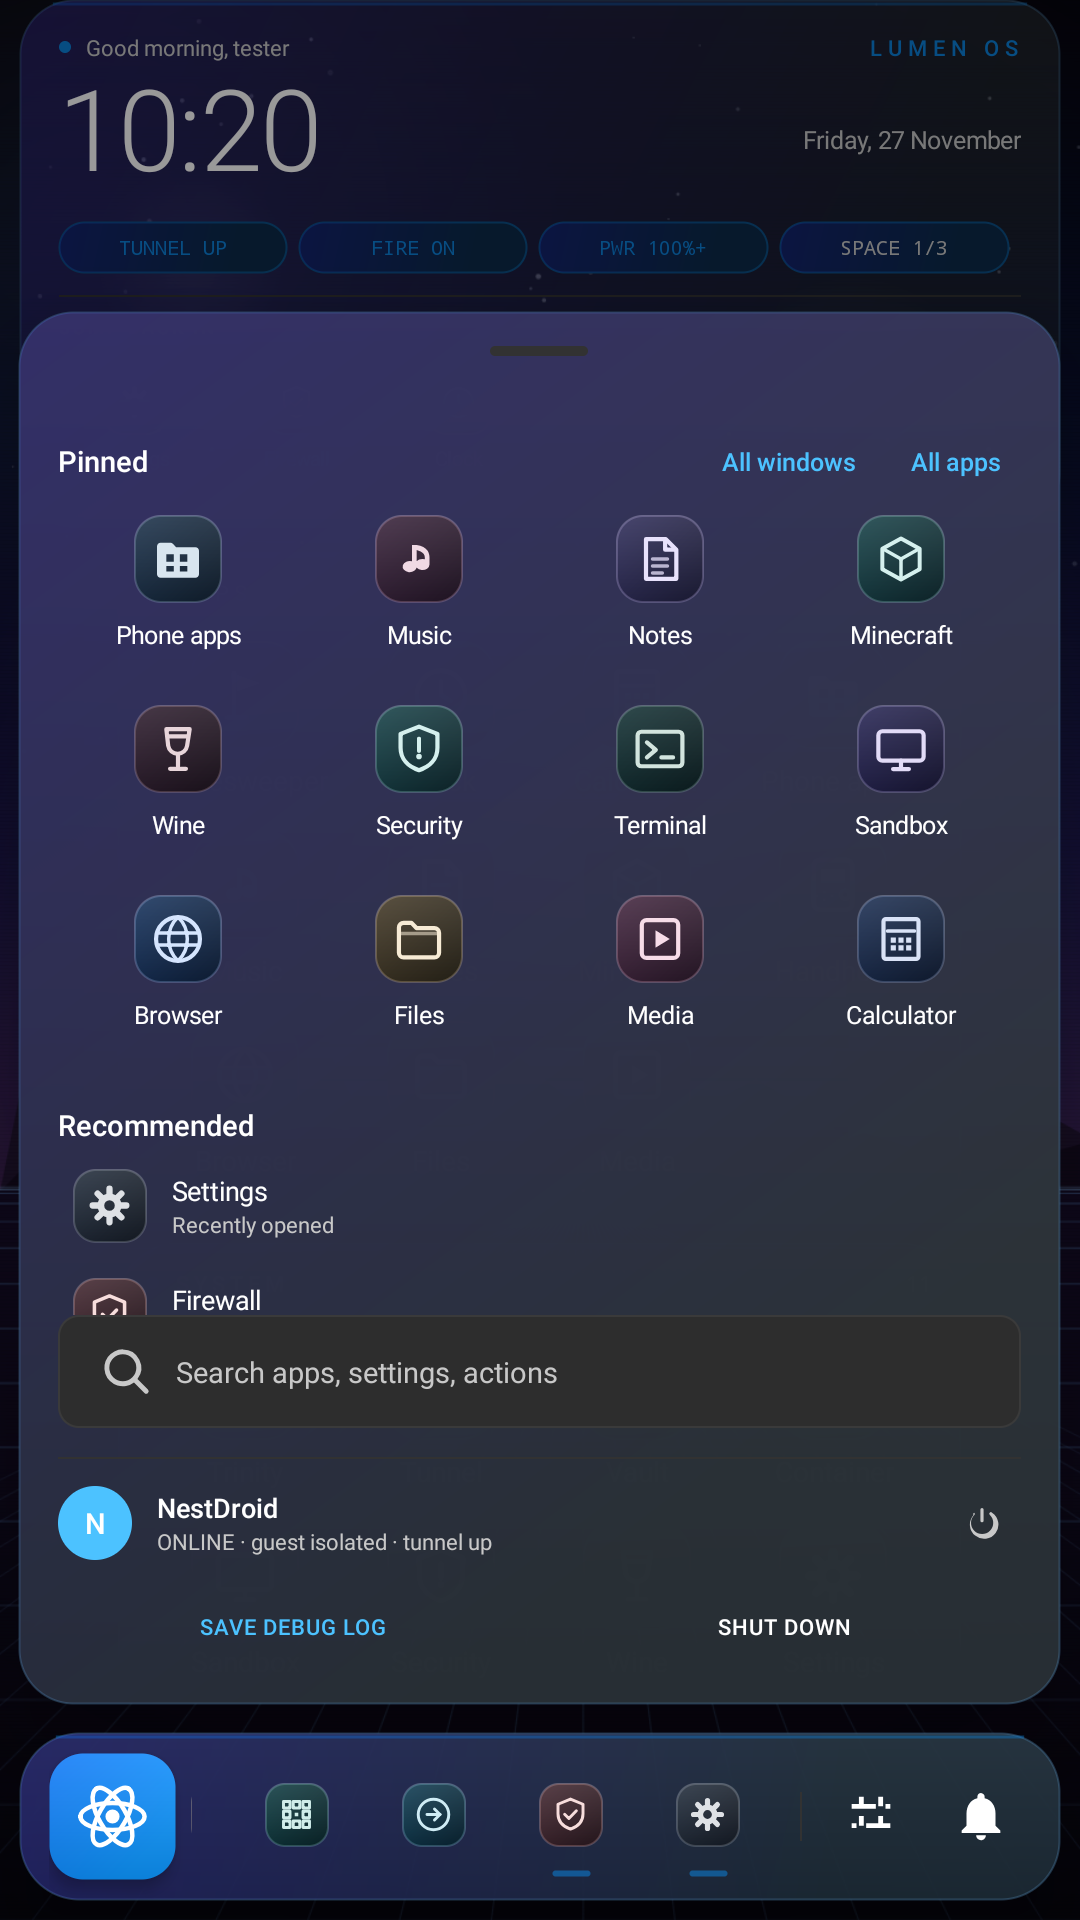 Good morning, tester
LUMEN OS
10:20
Friday, 27 November
TUNNEL UP
FIRE ON
PWR 100%+
SPACE 1/3
Pinned
All windows
All apps
Phone apps
Music
Notes
Minecraft
Wine
Security
Terminal
Sandbox
Browser
Files
Media
Calculator
Recommended
Settings
Recently opened
Firewall
Search apps, settings, actions
N
NestDroid
ONLINE · guest isolated · tunnel up
SAVE DEBUG LOG
SHUT DOWN